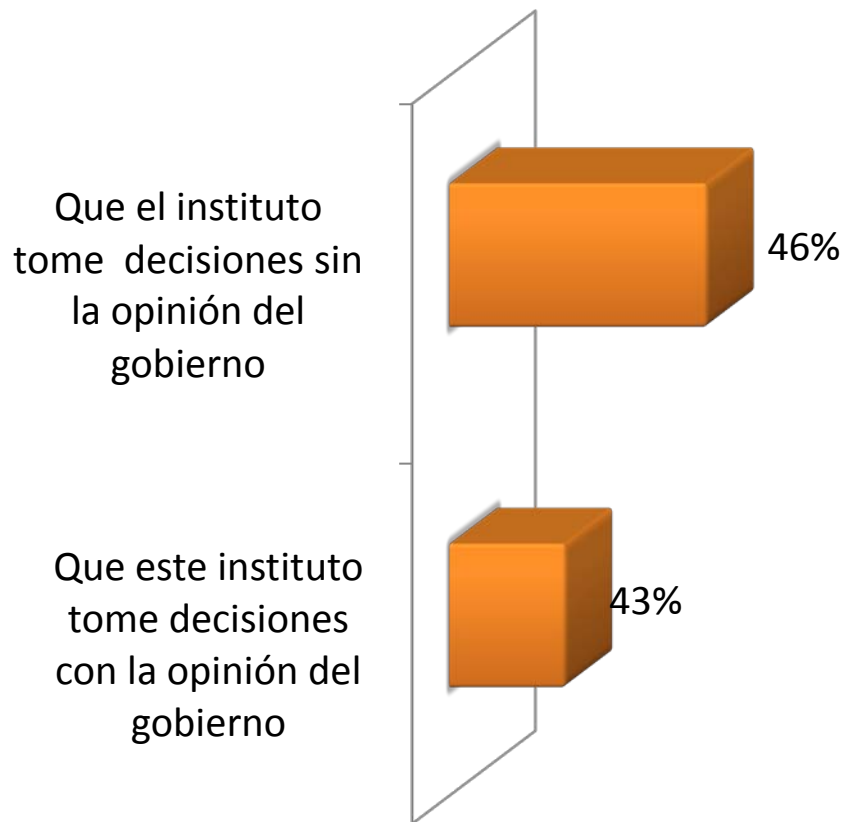 Que el instituto
tome  decisiones sin
la opinión del
gobierno
46%
Que este instituto
tome decisiones
con la opinión del
gobierno
43%